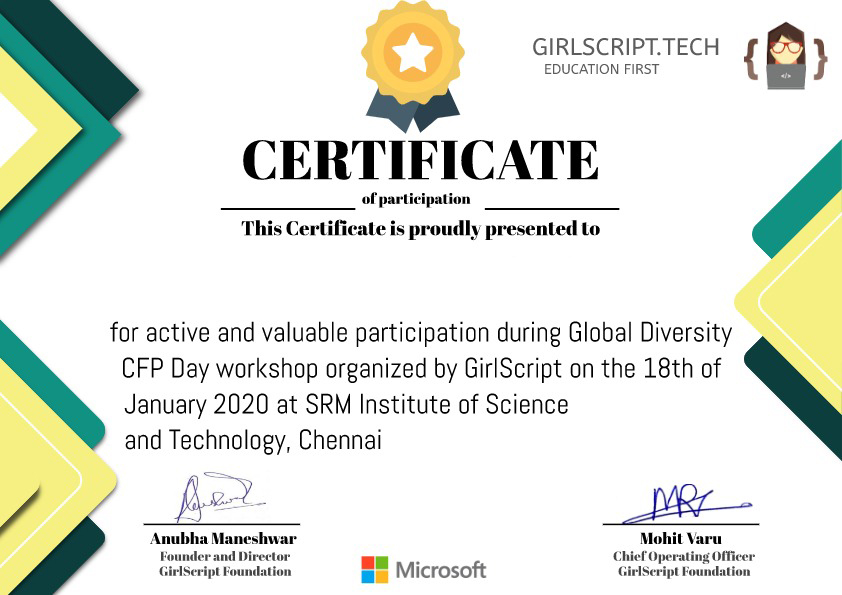 GIRLSCRIPT.TECH
EDUCATION FIRST
</>
CERTIFICATE
of participation
This Certificate is proudly presented to
for active and valuable participation during Global Diversity
CFP Day workshop organized by GirlScript on the 18th of
January 2020 at SRM Institute of Science
and Technology, Chennai
Anubha Maneshwar
Founder and Director
GirlScript Foundation
Microsoft
Mohit Varu
Chief Operating Officer
GirlScript Foundation